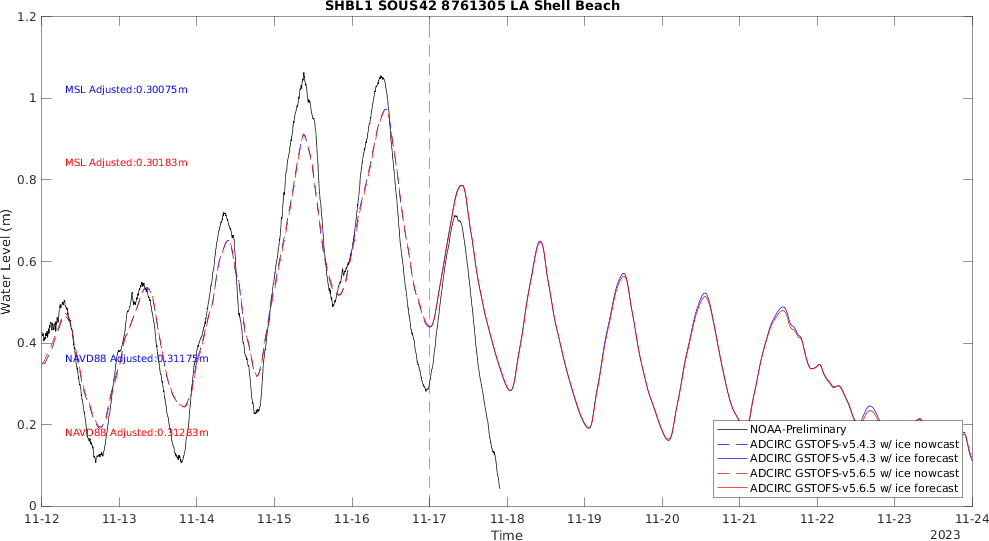 SHBL1 SOUS42 8761305 LA Shell Beach
Water Level (m)
1.2
1
0.8
0.6
0.4
0.2
0
MSL Adjusted:0.30075m
MSL Adjusted:0.30183m
NAVD88 Adjusted:0.31175m
NAVD88 Adjusted:0.31283m
NOAA-Preliminary
ADCIRC GSTOFS-v5.4.3 w/ ice nowcast
ADCIRC GSTOFS-v5.4.3 w/ ice forecast
ADCIRC GSTOFS-v5.6.5 w/ ice nowcast
ADCIRC GSTOFS-v5.6.5 w/ ice forecast
11-12 11-13 11-14 11-15 11-16 11-17 11-18 11-19 11-20 11-21 11-22 11-23 11-24
Time
2023